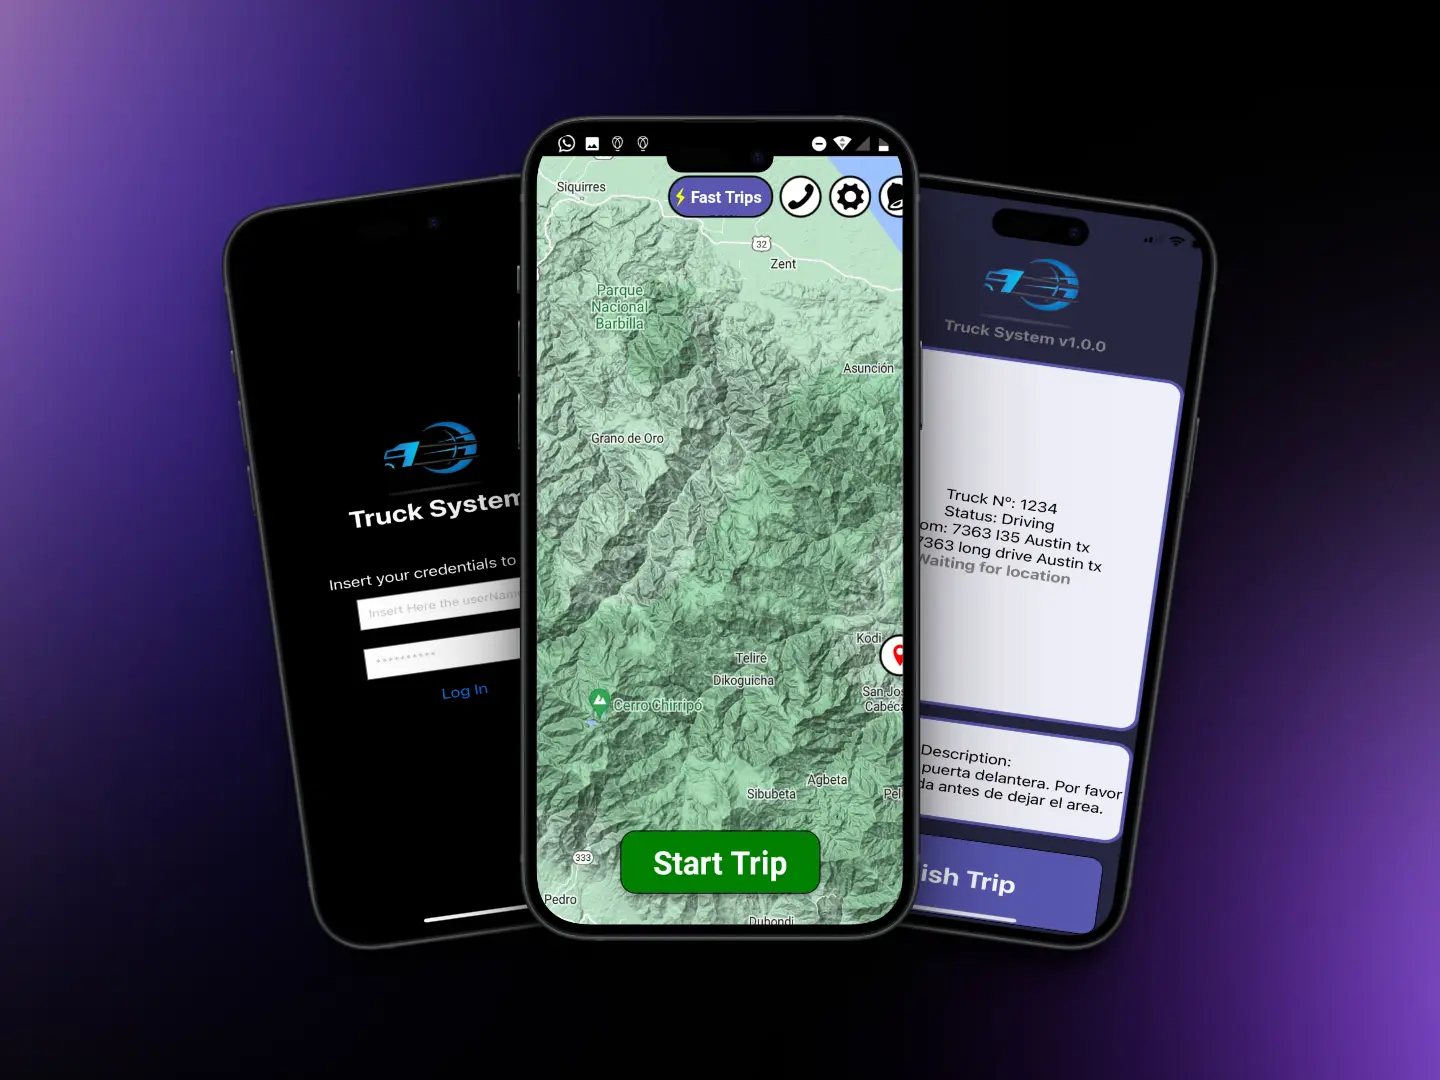 Truck System
Insert your credentials to
Insert Here the userNam
**********
Log In
Siquirres
Fast Trips
32
Zent
Parque
Nacional
Barbilla
Asunción
Grano de Oro
Kodi
Telire
Dikoguicha
San Jos
Cabéca
Cerro Chirripó
Agbeta
Sibubeta
Pel
333
Start Trip
Pedro
Dubondi
Truck System v1.0.0
Truck Nº: 1234
Status: Driving
om: 7363 I35 Austin tx
7363 long drive Austin tx
Waiting for location
Description:
puerta delantera. Por favor
da antes de dejar el area.
ish Trip